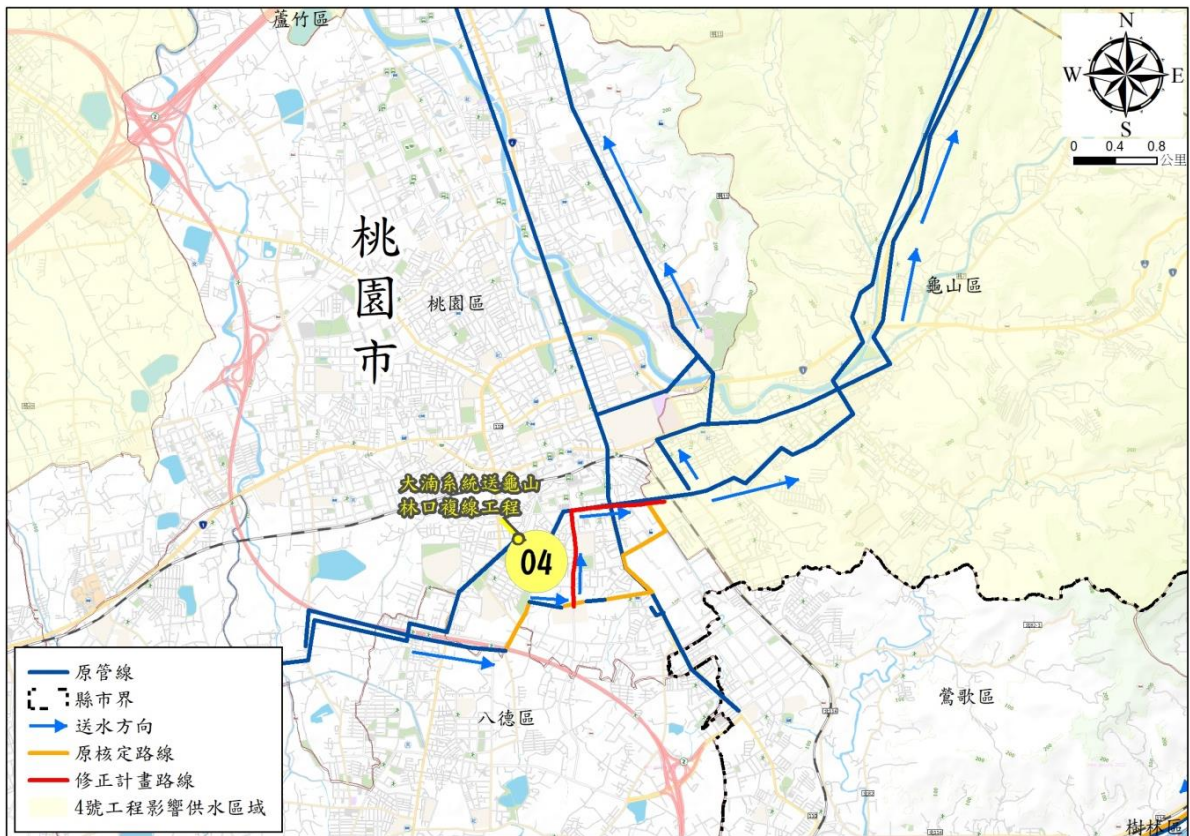 蘆竹區
N
W
E
S
0 0.4 0.8
公里
桃園市
桃園區
龜山區
大湳系統送龜山
林口複線工程
04
八德區
鶯歌區
樹林區
原管線
縣市界
送水方向
原核定路線
修正計畫路線
4號工程影響供水區域